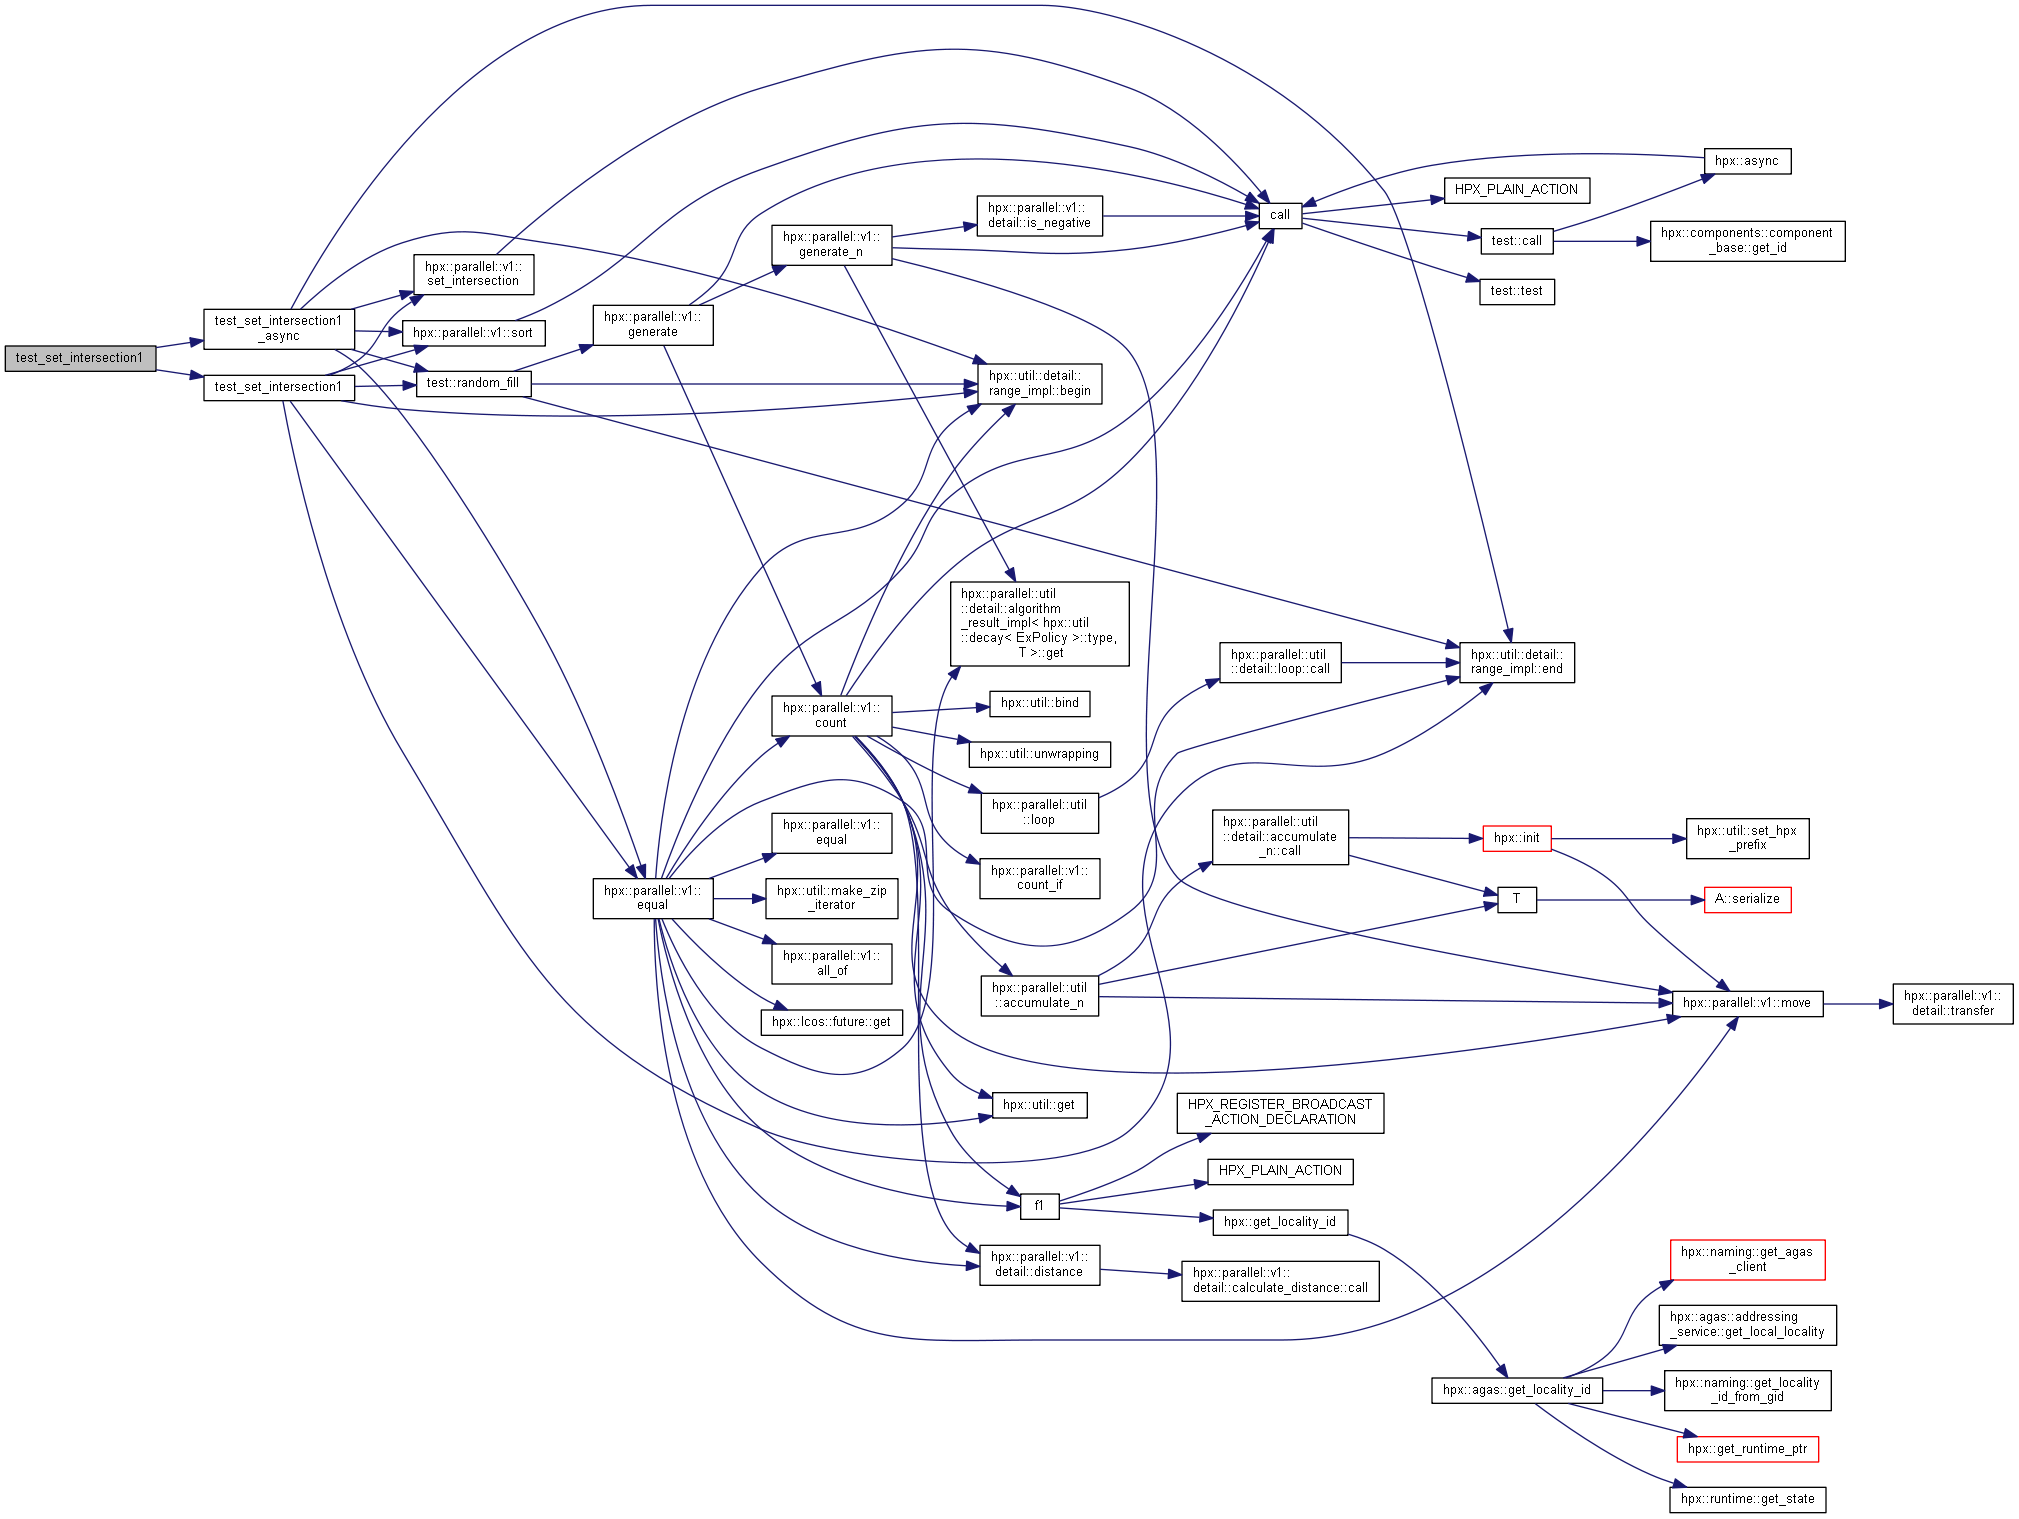 test_set_intersection1
test_set_intersection1
_async
test_set_intersection1
hpx::parallel::v1::
set_intersection
hpx::parallel::v1::sort
test::random_fill
hpx::parallel::v1::
generate
hpx::parallel::v1::
equal
hpx::parallel::v1::
generate_n
hpx::parallel::v1::
count
hpx::parallel::v1::
equal
hpx::util::make_zip
_iterator
hpx::parallel::v1::
all_of
hpx::lcos::future::get
hpx::parallel::v1::
detail::is_negative
hpx::util::detail::
range_impl::begin
hpx::parallel::util
::detail::algorithm
_result_impl< hpx::util
::decay< ExPolicy >::type,
T >::get
hpx::util::bind
hpx::util::unwrapping
hpx::parallel::util
::loop
hpx::parallel::v1::
count_if
hpx::parallel::util
::accumulate_n
hpx::util::get
f1
hpx::parallel::v1::
detail::distance
call
hpx::parallel::util
::detail::loop::call
hpx::parallel::util
::detail::accumulate
_n::call
HPX_REGISTER_BROADCAST
_ACTION_DECLARATION
HPX_PLAIN_ACTION
hpx::get_locality_id
hpx::parallel::v1::
detail::calculate_distance::call
HPX_PLAIN_ACTION
test::call
test::test
hpx::util::detail::
range_impl::end
hpx::init
T
hpx::agas::get_locality_id
hpx::async
hpx::components::component
_base::get_id
hpx::util::set_hpx
_prefix
A::serialize
hpx::parallel::v1::move
hpx::naming::get_agas
_client
hpx::agas::addressing
_service::get_local_locality
hpx::naming::get_locality
_id_from_gid
hpx::get_runtime_ptr
hpx::runtime::get_state
hpx::parallel::v1::
detail::transfer